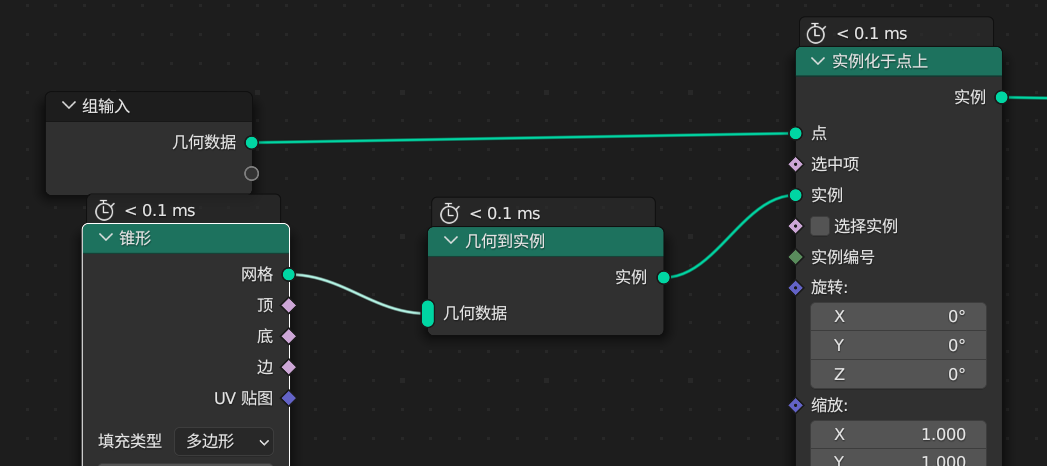 < 0.1 ms
实例化于点上
实例
点
选中项
实例
选择实例
实例编号
旋转:
X 0°
Y 0°
Z 0°
缩放:
X 1.000
Y 1.000
组输入
几何数据
< 0.1 ms
锥形
网格
顶
底
边
UV 贴图
填充类型 多边形
< 0.1 ms
几何到实例
实例
几何数据